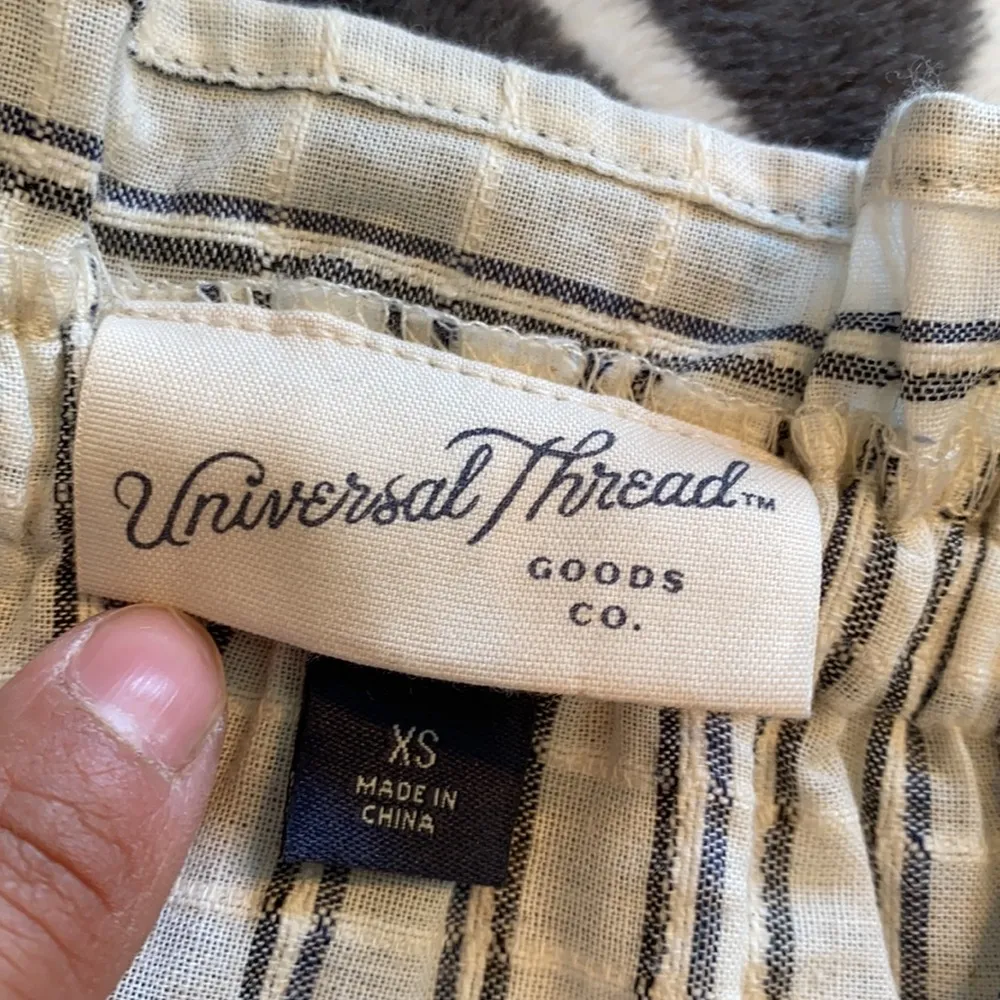 Universal Thread™
GOODS
CO.
XS
MADE IN
CHINA